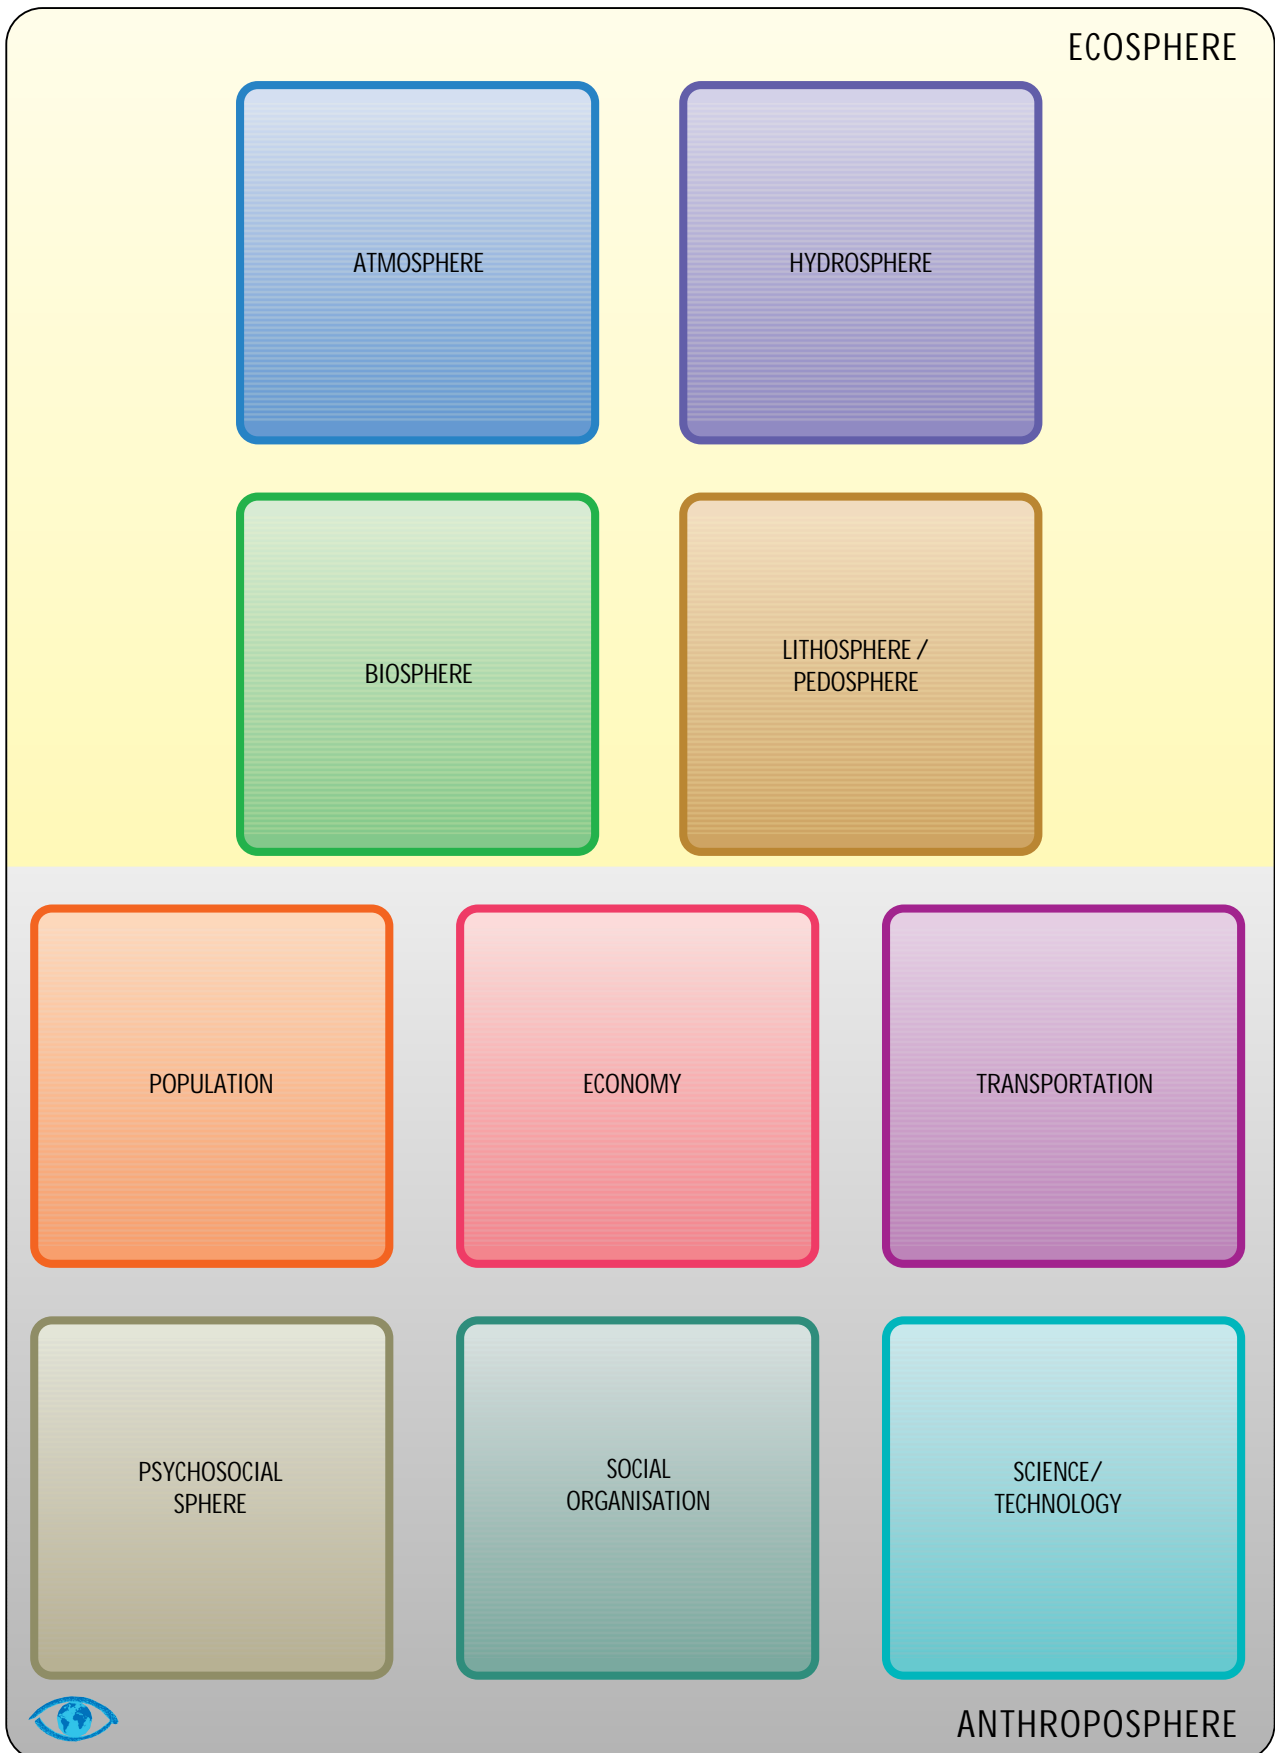 ECOSPHERE
ATMOSPHERE
HYDROSPHERE
BIOSPHERE
LITHOSPHERE /
PEDOSPHERE
POPULATION
ECONOMY
TRANSPORTATION
PSYCHOSOCIAL
SPHERE
SOCIAL
ORGANISATION
SCIENCE/
TECHNOLOGY
ANTHROPOSPHERE